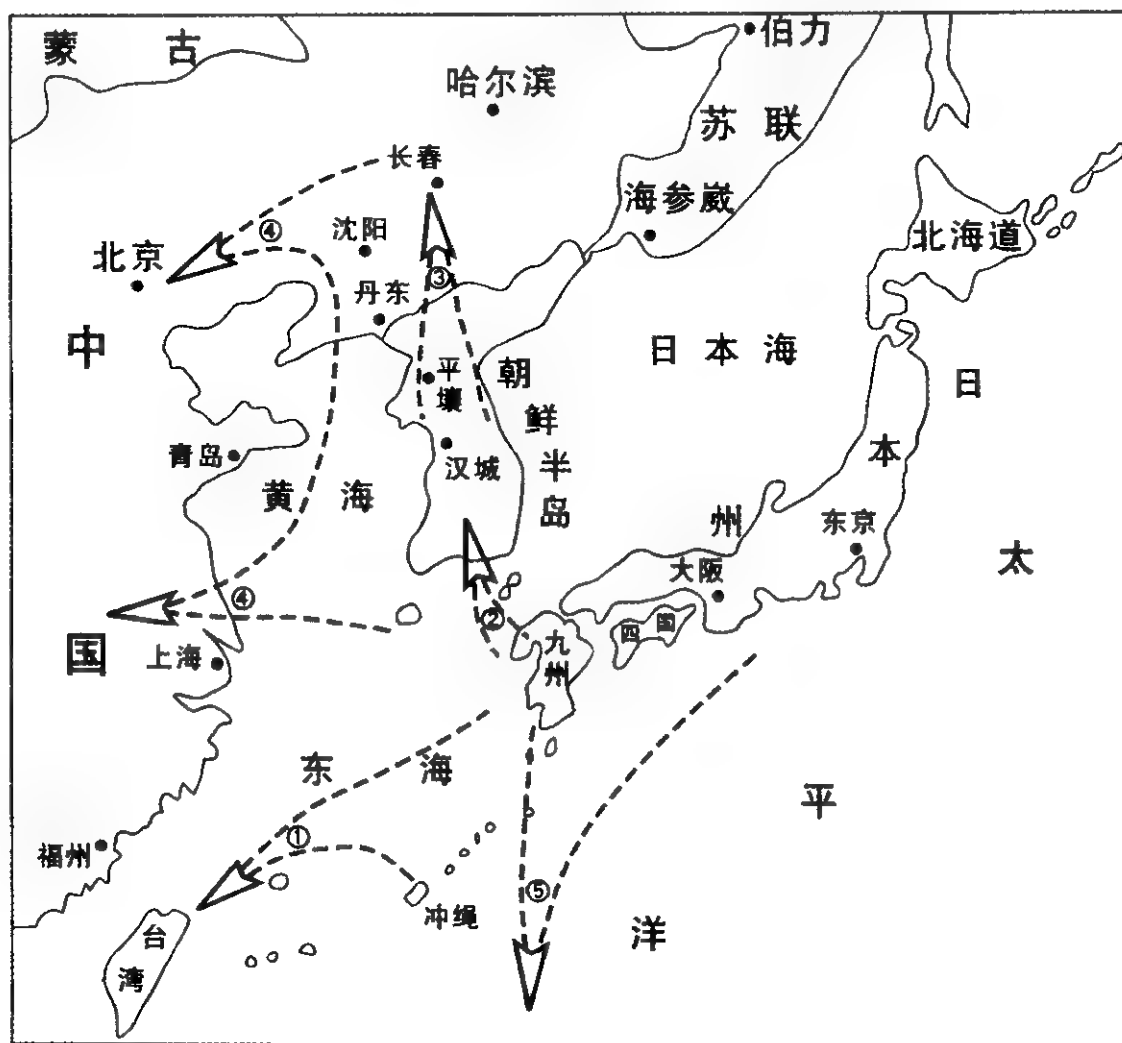 蒙古
伯力
哈尔滨
苏联
长春
海参崴
④
沈阳
北京
北海道
③
丹东
中
日本海
平壤
朝鲜半岛
日本
青岛
汉城
黄海
州
东京
太
大阪
④
②
四国
国
上海
九州
东海
平
①
福州
⑤
冲绳
洋
台湾